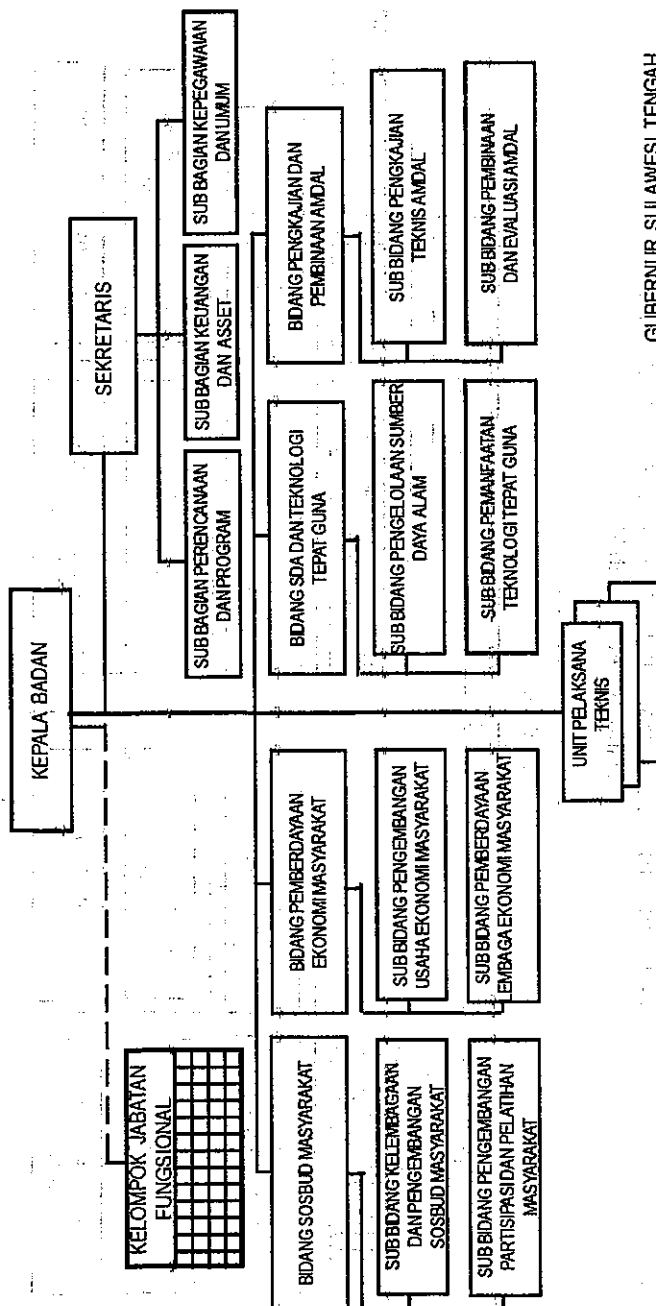 KEPALA BADAN
SEKRETARIS
KELOMPOK JABATAN
FUNGSIONAL
SUB BAGIAN PERENCANAAN
DAN PROGRAM
SUB BAGIAN KEUANGAN
DAN ASSET
SUB BAGIAN KEPEGAWAIAN
DAN UMUM
BIDANG SOSBUD MASYARAKAT
BIDANG PEMBERDAYAAN
EKONOMI MASYARAKAT
BIDANG SDA DAN TEKNOLOGI
TEPAT GUNA
BIDANG PENGKAJIAN DAN
PEMBINAAN AMDAL
SUB BIDANG KELEMBAGAAN
DAN PENGEMBANGAN
SOSBUD MASYARAKAT
SUB BIDANG PENGEMBANGAN
USAHA EKONOMI MASYARAKAT
SUB BIDANG PENGELOLAAN SUMBER
DAYA ALAM
SUB BIDANG PENGKAJIAN
TEKNIS AMDAL
SUB BIDANG PENGEMBANGAN
PARTISIPASI DAN PELATIHAN
MASYARAKAT
SUB BIDANG PEMBERDAYAAN
EMBAGA EKONOMI MASYARAKAT
SUB BIDANG PEMANFAATAN
TEKNOLOGI TEPAT GUNA
SUB BIDANG PEMBINAAN
DAN EVALUASI AMDAL
UNIT PELAKSANA
TEKNIS
GUBERNUR SULAWESI TENGAH